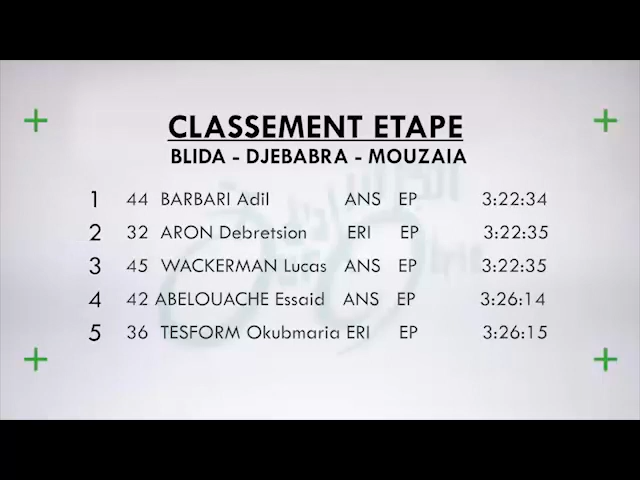 CLASSEMENT ETAPE
BLIDA - DJEBABRA - MOUZAIA
1 44 BARBARI Adil ANS EP 3:22:34
2 32 ARON Debretsion ERI EP 3:22:35
3 45 WACKERMAN Lucas ANS EP 3:22:35
4 42 ABELOUACHE Essaid ANS EP 3:26:14
5 36 TESFORM Okubmaria ERI EP 3:26:15